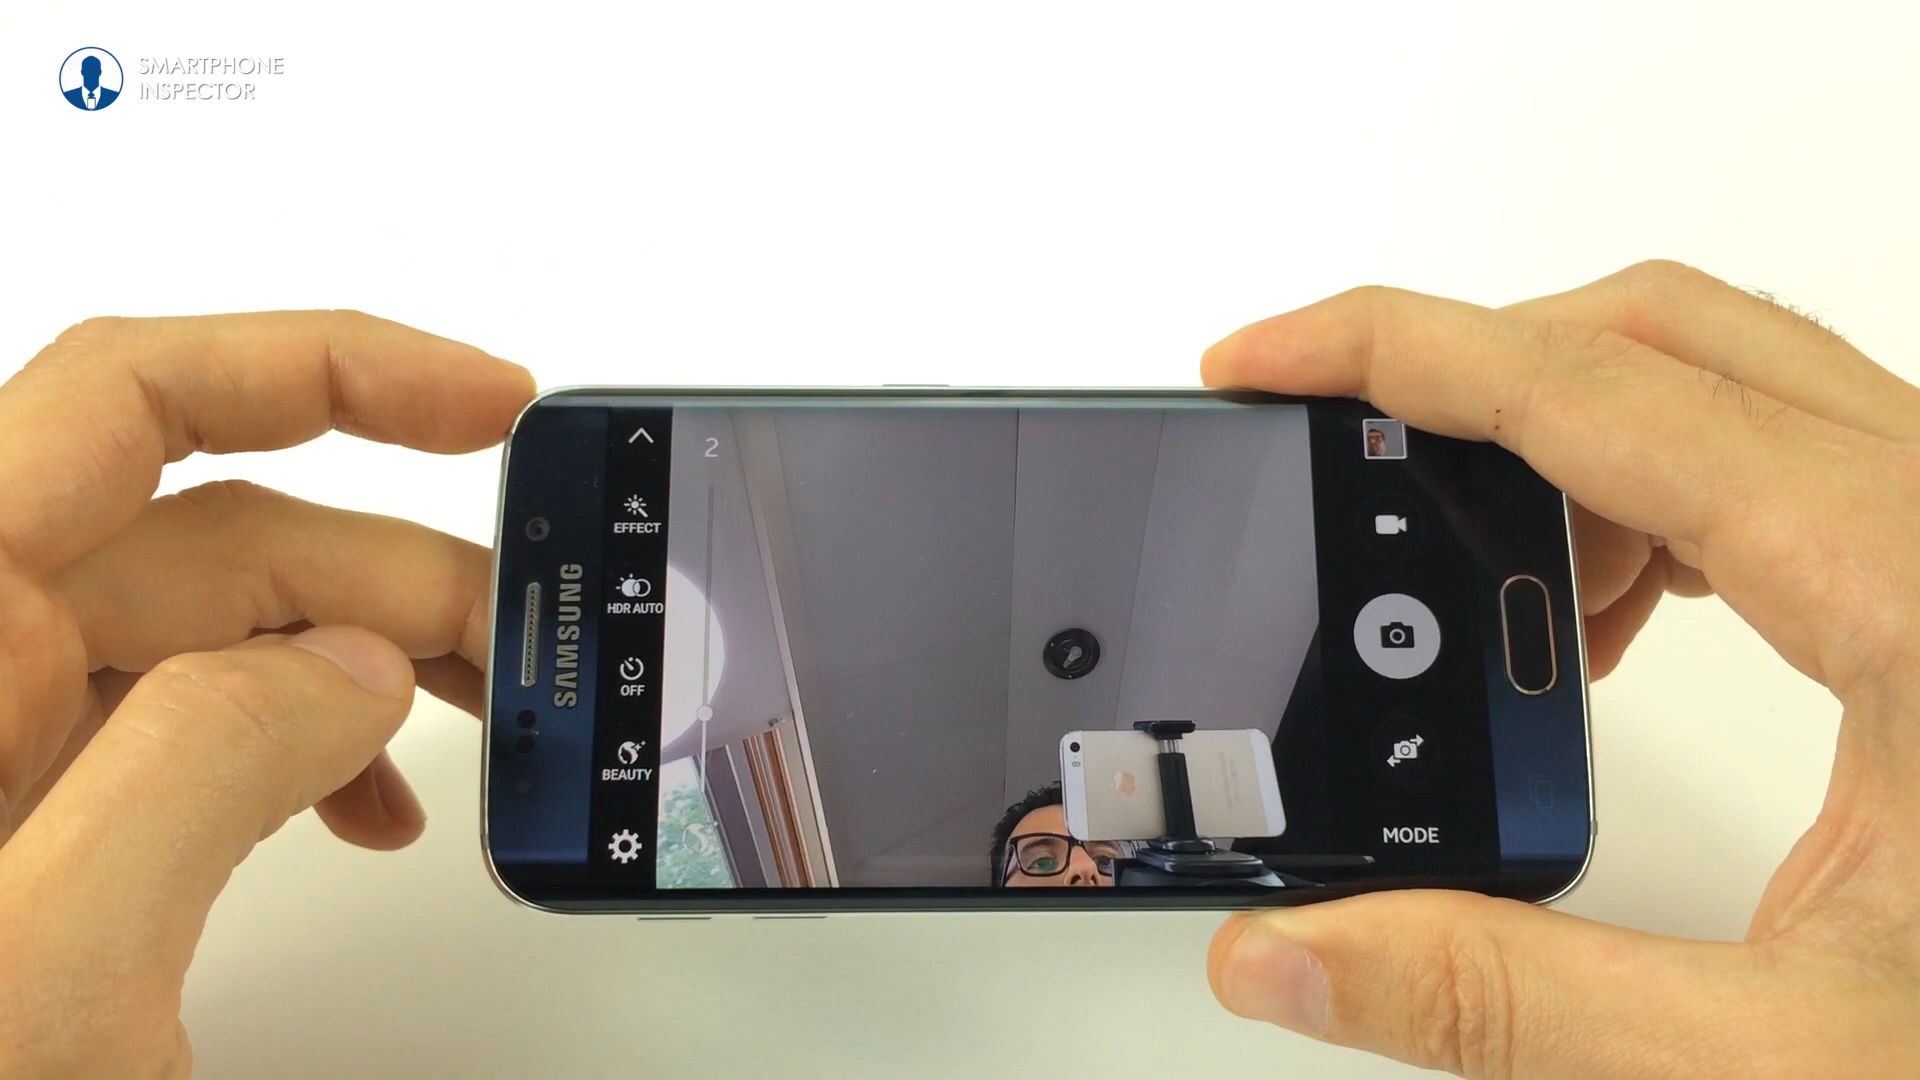 SMARTPHONE
INSPECTOR
SAMSUNG
2
EFFECT
HDR AUTO
OFF
BEAUTY
MODE